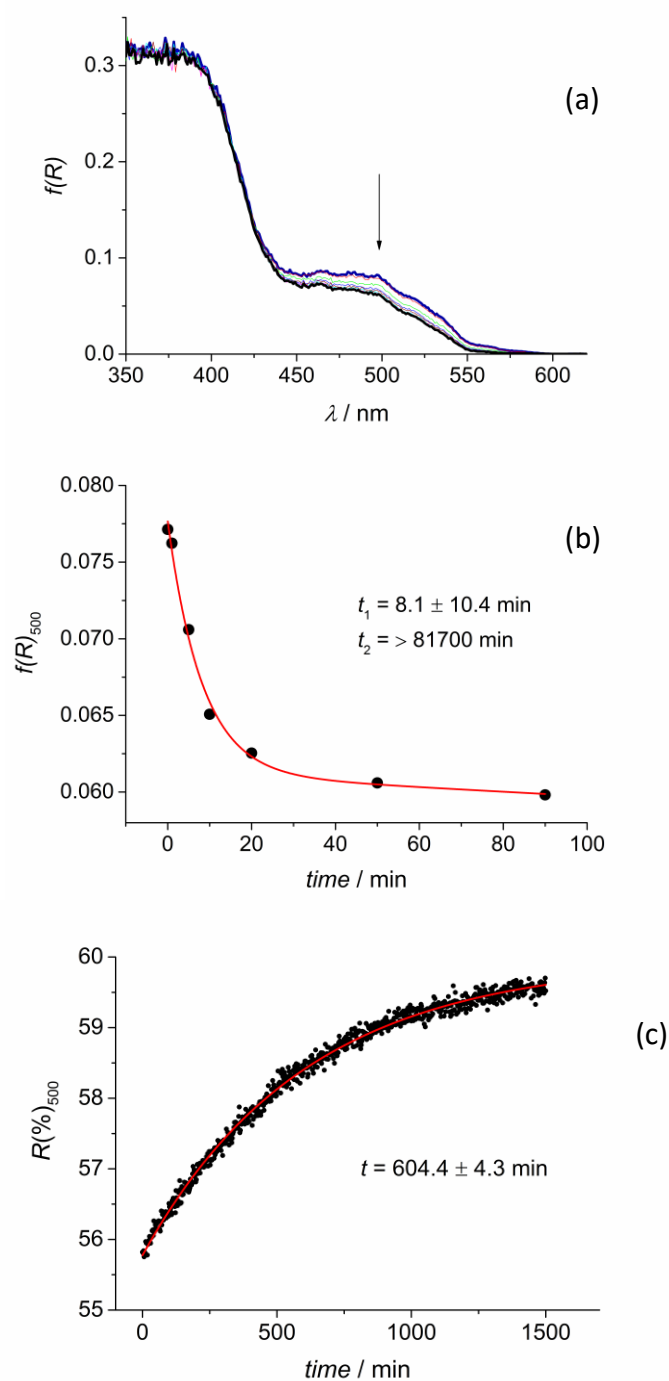 (a)
f(R)
0.3
0.2
0.1
0.0
350 400 450 500 550 600
λ / nm
(b)
f(R)500
0.080
0.075
0.070
0.065
0.060
t1 = 8.1 ± 10.4 min
t2 = > 81700 min
0 20 40 60 80 100
time / min
(c)
R(%)500
60
59
58
57
56
55
t = 604.4 ± 4.3 min
0 500 1000 1500
time / min